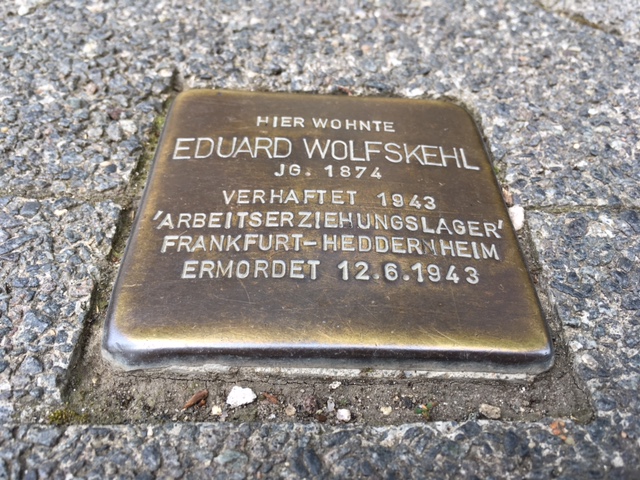 HIER WOHNTE
EDUARD WOLFSKEHL
JG. 1874
VERHAFTET 1943
'ARBEITSERZIEHUNGSLAGER'
FRANKFURT-HEDDERNHEIM
ERMORDET 12.6.1943